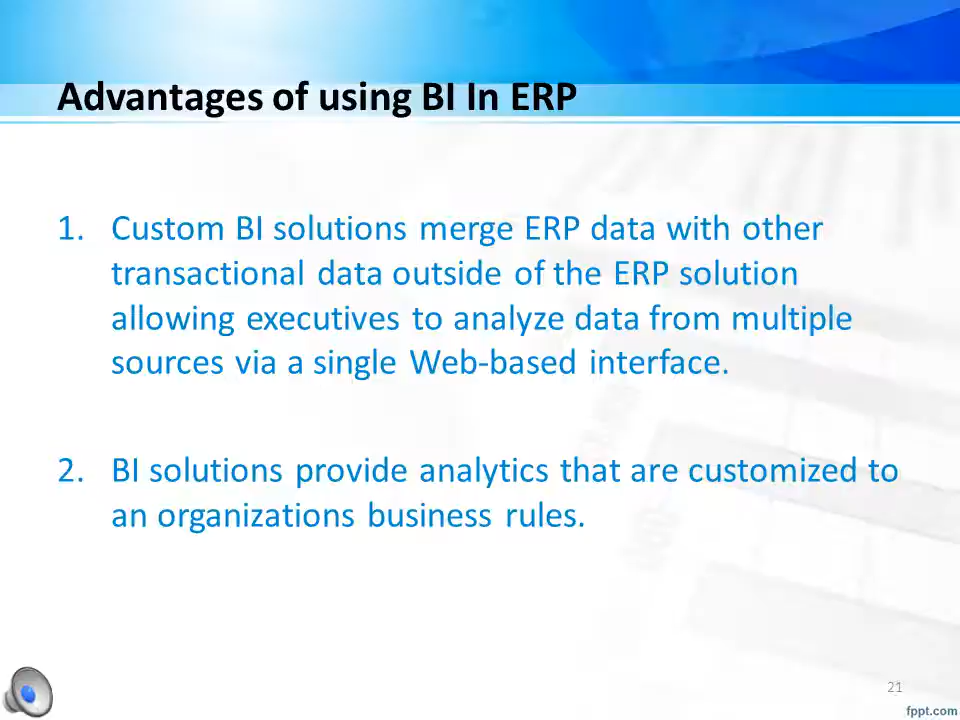 Advantages of using BI In ERP
1. Custom BI solutions merge ERP data with other
transactional data outside of the ERP solution
allowing executives to analyze data from multiple
sources via a single Web-based interface.
2. BI solutions provide analytics that are customized to
an organizations business rules.
21
fppt.com